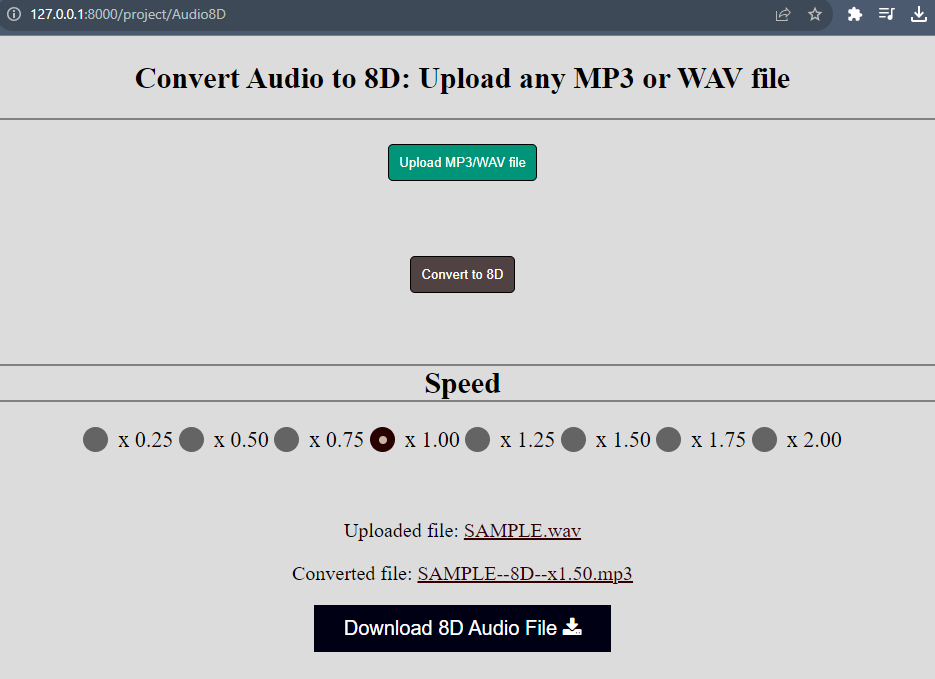 127.0.0.1:8000/project/Audio8D
Convert Audio to 8D: Upload any MP3 or WAV file
Upload MP3/WAV file
Convert to 8D
Speed
x 0.25 x 0.50 x 0.75 x 1.00 x 1.25 x 1.50 x 1.75 x 2.00
Uploaded file: SAMPLE.wav
Converted file: SAMPLE--8D--x1.50.mp3
Download 8D Audio File